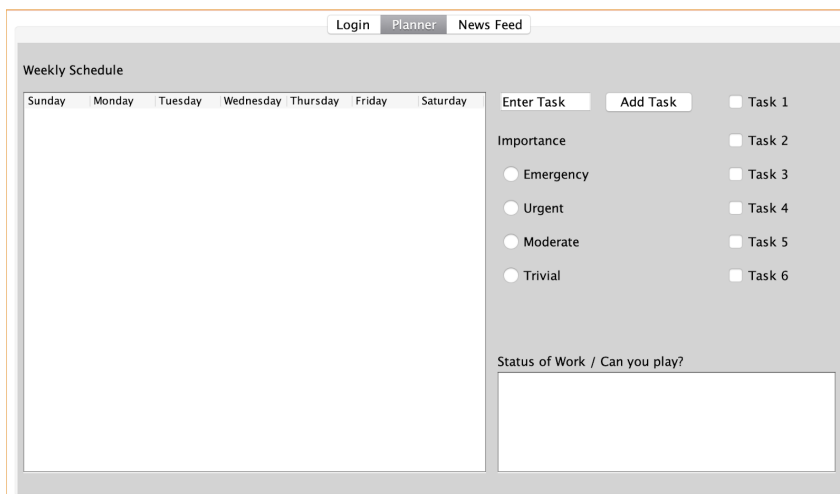 Login Planner News Feed
Weekly Schedule
Sunday Monday Tuesday Wednesday Thursday Friday Saturday
Enter Task Add Task
Importance
Emergency
Urgent
Moderate
Trivial
Task 1
Task 2
Task 3
Task 4
Task 5
Task 6
Status of Work / Can you play?